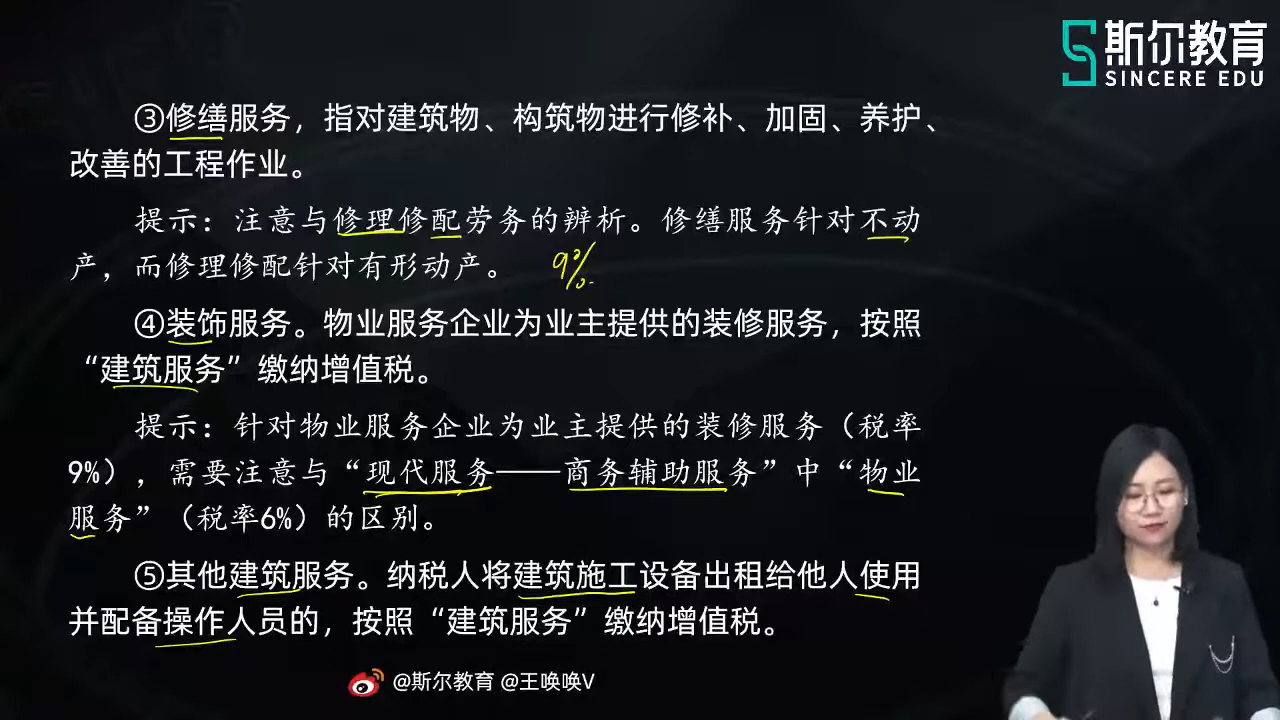 斯尔教育
SINCERE EDU
③修缮服务，指对建筑物、构筑物进行修补、加固、养护、
改善的工程作业。
提示：注意与修理修配劳务的辨析。修缮服务针对不动
产，而修理修配针对有形动产。 9%
④装饰服务。物业服务企业为业主提供的装修服务，按照
“建筑服务”缴纳增值税。
提示：针对物业服务企业为业主提供的装修服务（税率
9%），需要注意与“现代服务——商务辅助服务”中“物业
服务”（税率6%）的区别。
⑤其他建筑服务。纳税人将建筑施工设备出租给他人使用
并配备操作人员的，按照“建筑服务”缴纳增值税。
@斯尔教育 @王唤唤V